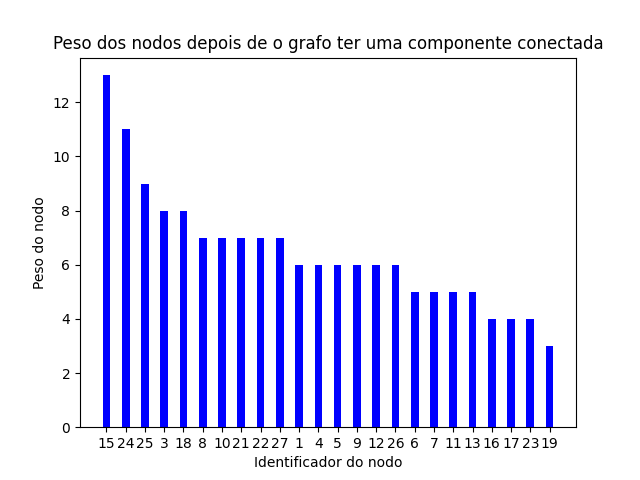 Peso dos nodos depois de o grafo ter uma componente conectada
Peso do nodo
12
10
8
6
4
2
0
15 24 25 3 18 8 10 21 22 27 1 4 5 9 12 26 6 7 11 13 16 17 23 19
Identificador do nodo